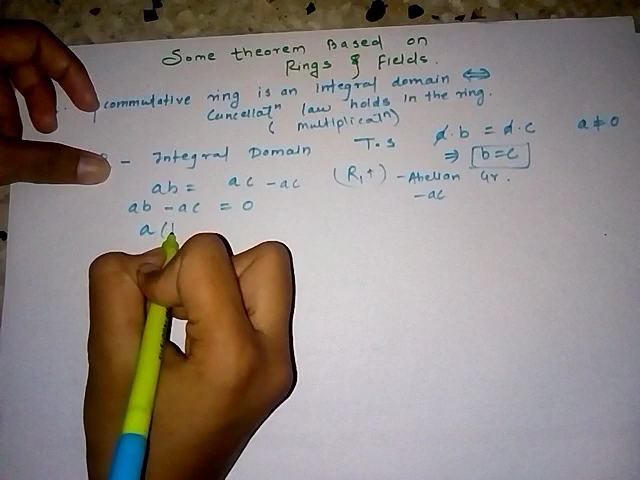 Some theorem Based on
Rings & Fields.
commutative ring is an integral domain ⇔
Cancellatⁿ law holds in the ring.
(multiplicatⁿ)
- Integral Domain T.S a.b = a.c a≠0
⇒ b=c
ab = ac - ac (R,+) - Abelian Gr.
- ac
ab - ac = 0
a (